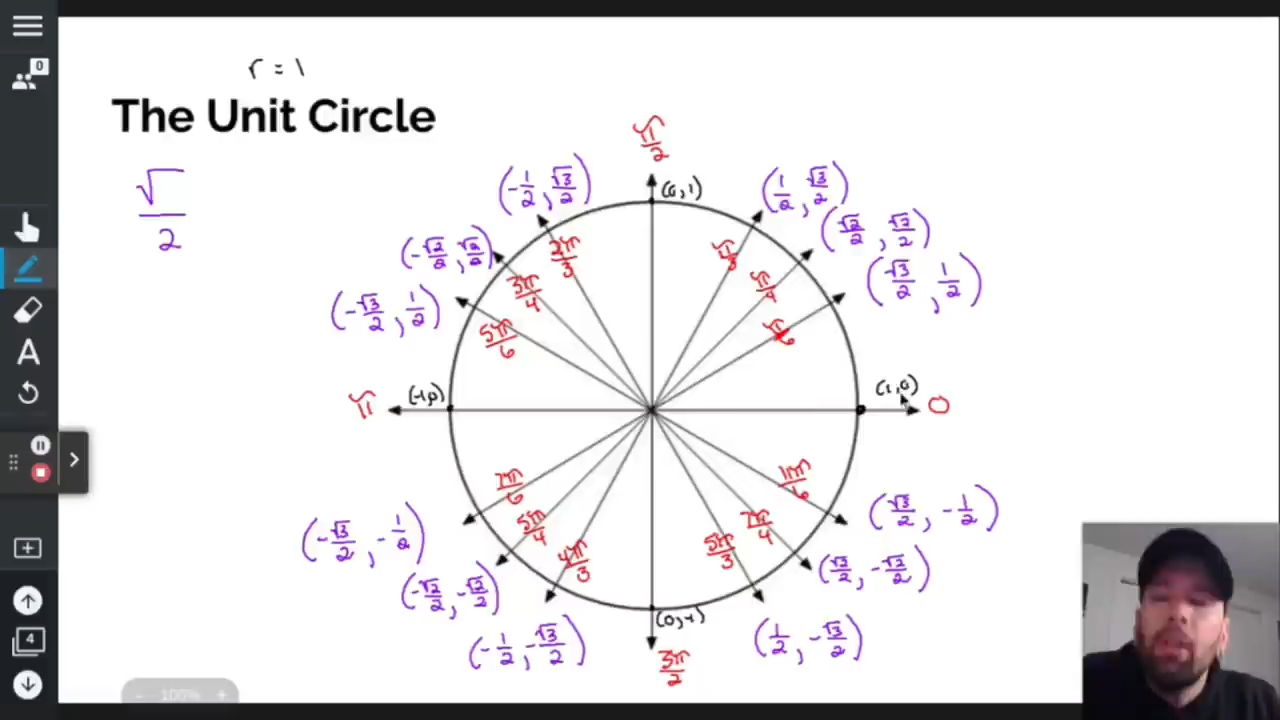 0
r = 1
The Unit Circle
√
2
π/2
(0,1)
(-1/2, √3/2)
(1/2, √3/2)
(-√2/2, √2/2)
(√2/2, √2/2)
(-√3/2, 1/2)
(√3/2, 1/2)
2π/3
π/3
3π/4
π/4
5π/6
π/6
π
(-1,0)
(1,0)
0
7π/6
11π/6
5π/4
7π/4
4π/3
5π/3
(-√3/2, -1/2)
(√3/2, -1/2)
(-√2/2, -√2/2)
(√2/2, -√2/2)
(-1/2, -√3/2)
(0,-1)
(1/2, -√3/2)
3π/2
A
4
- 100% +